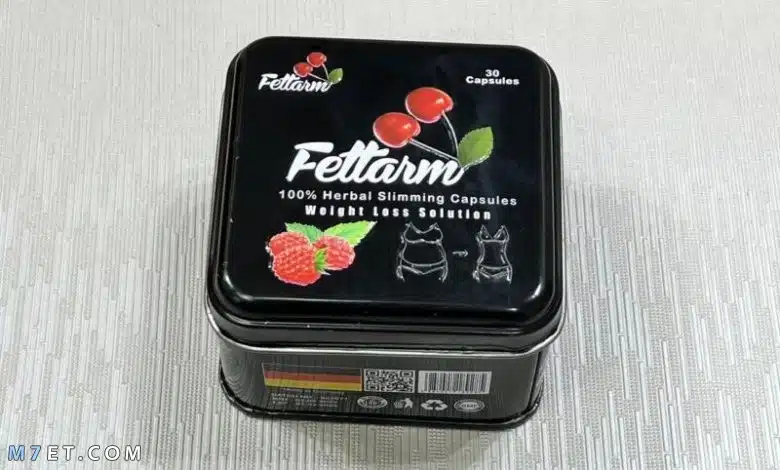 Fettarm
30
Capsules
Fettarm
100% Herbal Slimming Capsules
Weight Loss Solution
M7ET.COM